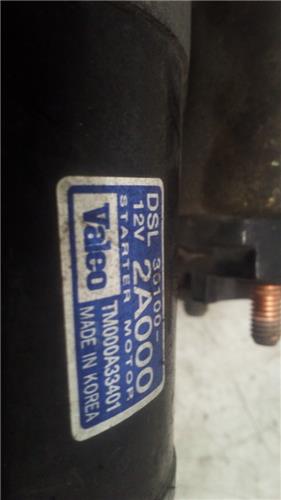 DSL 36100-
12V 2A000
STARTER MOTOR
Valeo TM000A33401
MADE IN KOREA